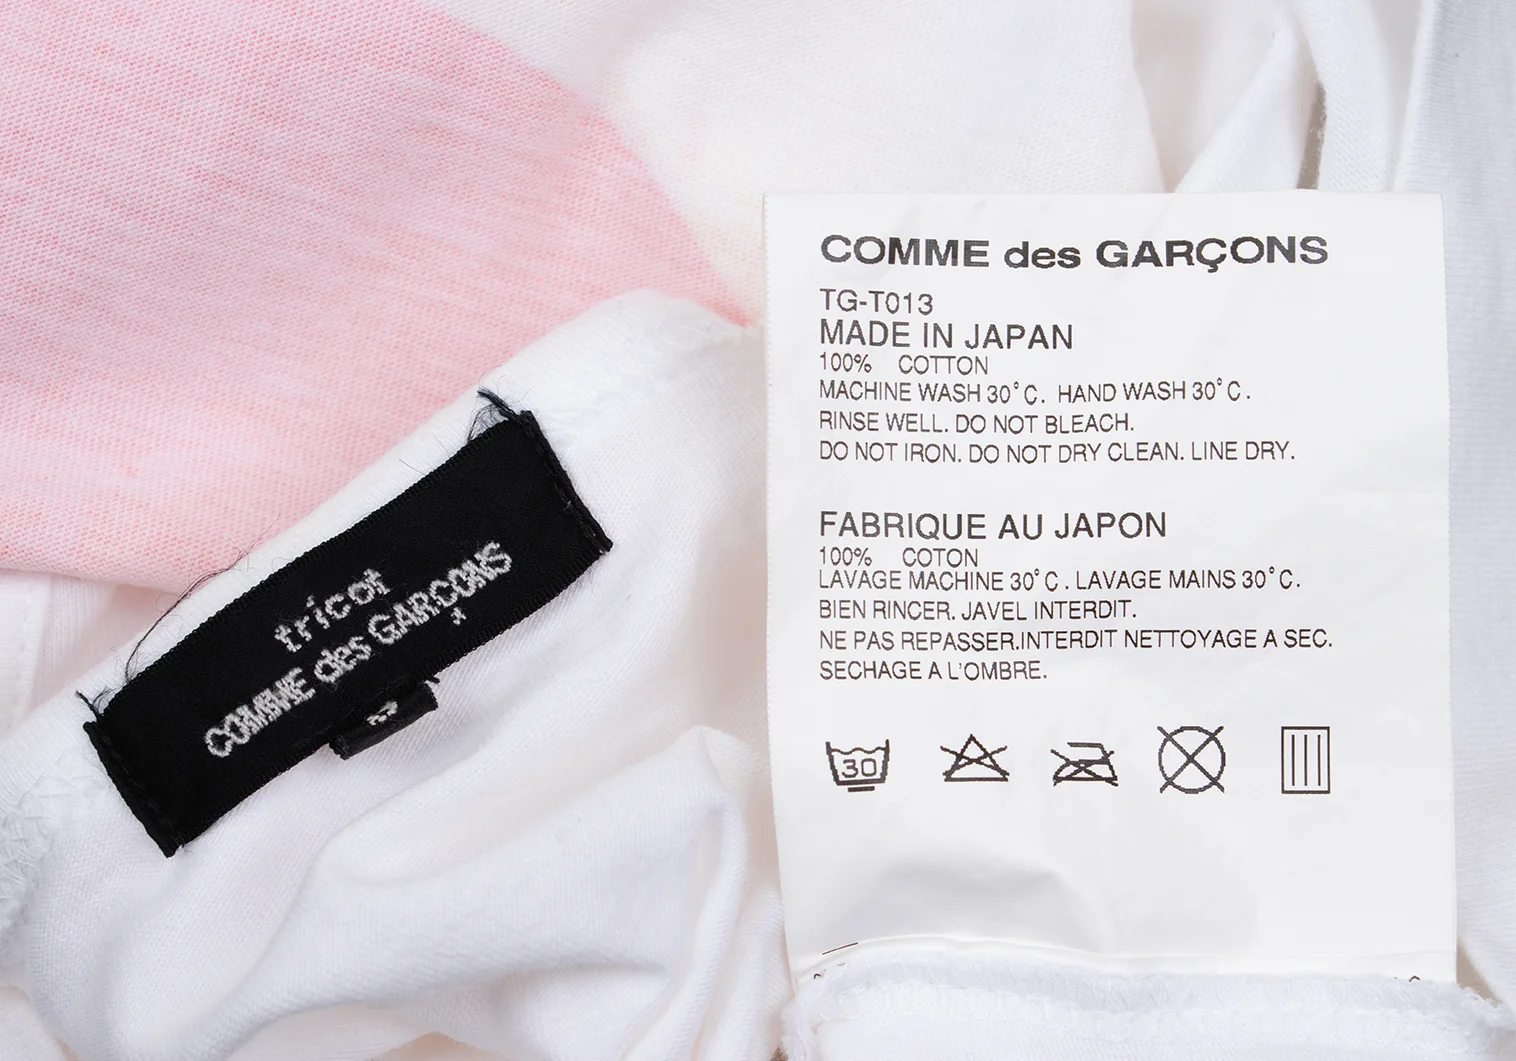 tricot
COMME des GARÇONS
COMME des GARÇONS
TG-T013
MADE IN JAPAN
100% COTTON
MACHINE WASH 30°C. HAND WASH 30°C.
RINSE WELL. DO NOT BLEACH.
DO NOT IRON. DO NOT DRY CLEAN. LINE DRY.
FABRIQUE AU JAPON
100% COTON
LAVAGE MACHINE 30°C. LAVAGE MAINS 30°C.
BIEN RINCER. JAVEL INTERDIT.
NE PAS REPASSER.INTERDIT NETTOYAGE A SEC.
SECHAGE A L'OMBRE.
30